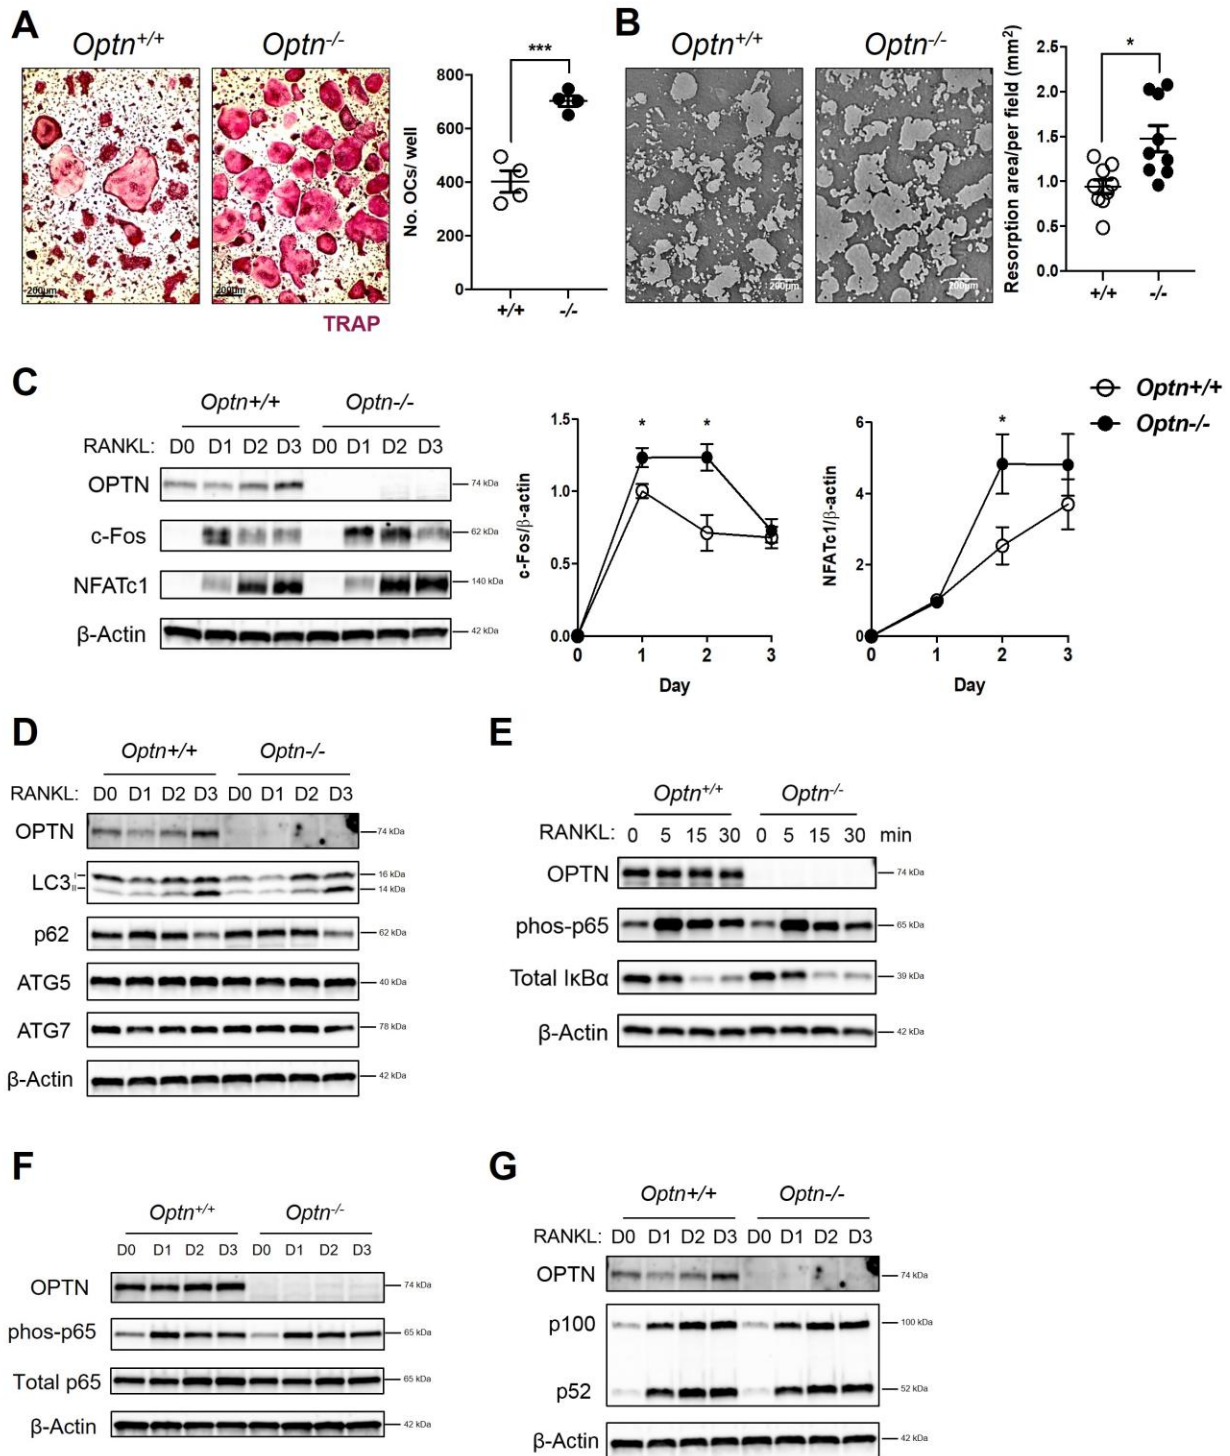 A
Optn+/+
Optn-/-
200μm
200μm
TRAP
No. OCs/ well
800
600
400
200
0
***
+/+
-/-
B
Optn+/+
Optn-/-
200μm
200μm
Resorption area/per field (mm2)
2.5
2.0
1.5
1.0
0.5
0.0
*
+/+
-/-
C
Optn+/+ Optn-/-
RANKL: D0 D1 D2 D3 D0 D1 D2 D3
OPTN 74 kDa
c-Fos 62 kDa
NFATc1 140 kDa
β-Actin 42 kDa
c-Fos/β-actin
1.5
1.0
0.5
0.0
* *
0 1 2 3
Day
NFATc1/β-actin
6
4
2
0
*
0 1 2 3
Day
Optn+/+
Optn-/-
D
Optn+/+ Optn-/-
RANKL: D0 D1 D2 D3 D0 D1 D2 D3
OPTN 74 kDa
LC3 I 16 kDa
II 14 kDa
p62 62 kDa
ATG5 40 kDa
ATG7 78 kDa
β-Actin 42 kDa
E
Optn+/+ Optn-/-
RANKL: 0 5 15 30 0 5 15 30 min
OPTN 74 kDa
phos-p65 65 kDa
Total IκBα 39 kDa
β-Actin 42 kDa
F
Optn+/+ Optn-/-
D0 D1 D2 D3 D0 D1 D2 D3
OPTN 74 kDa
phos-p65 65 kDa
Total p65 65 kDa
β-Actin 42 kDa
G
Optn+/+ Optn-/-
RANKL: D0 D1 D2 D3 D0 D1 D2 D3
OPTN 74 kDa
p100 100 kDa
p52 52 kDa
β-Actin 42 kDa